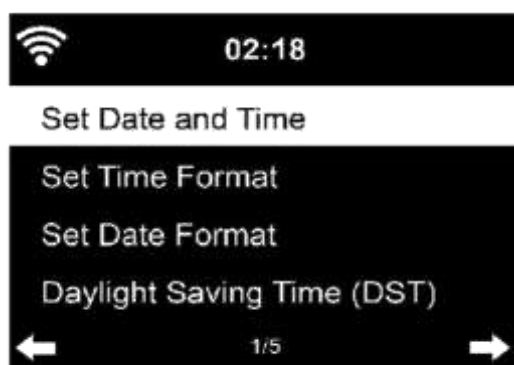 02:18
Set Date and Time
Set Time Format
Set Date Format
Daylight Saving Time (DST)
1/5